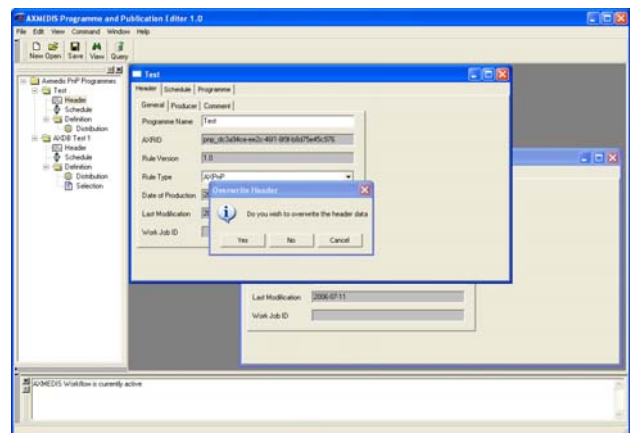 AXMEDIS Programme and Publication Editor 1.0
File Edit View Command Window Help
New Open Save View Query
Axmedis PnP Programmes
Test
Header
Schedule
Definition
Distribution
AXDB Test 1
Header
Schedule
Definition
Distribution
Selection
Test
Header Schedule Programme
General Producer Comment
Programme Name Test
AXRID
Rule Version 1.0
Rule Type AXPnP
Date of Production
Last Modification
Work Job ID
Overwrite Header
Do you wish to overwrite the header data
Yes No Cancel
Last Modification 2006-07-11
Work Job ID
AXMEDIS Workflow is currently active